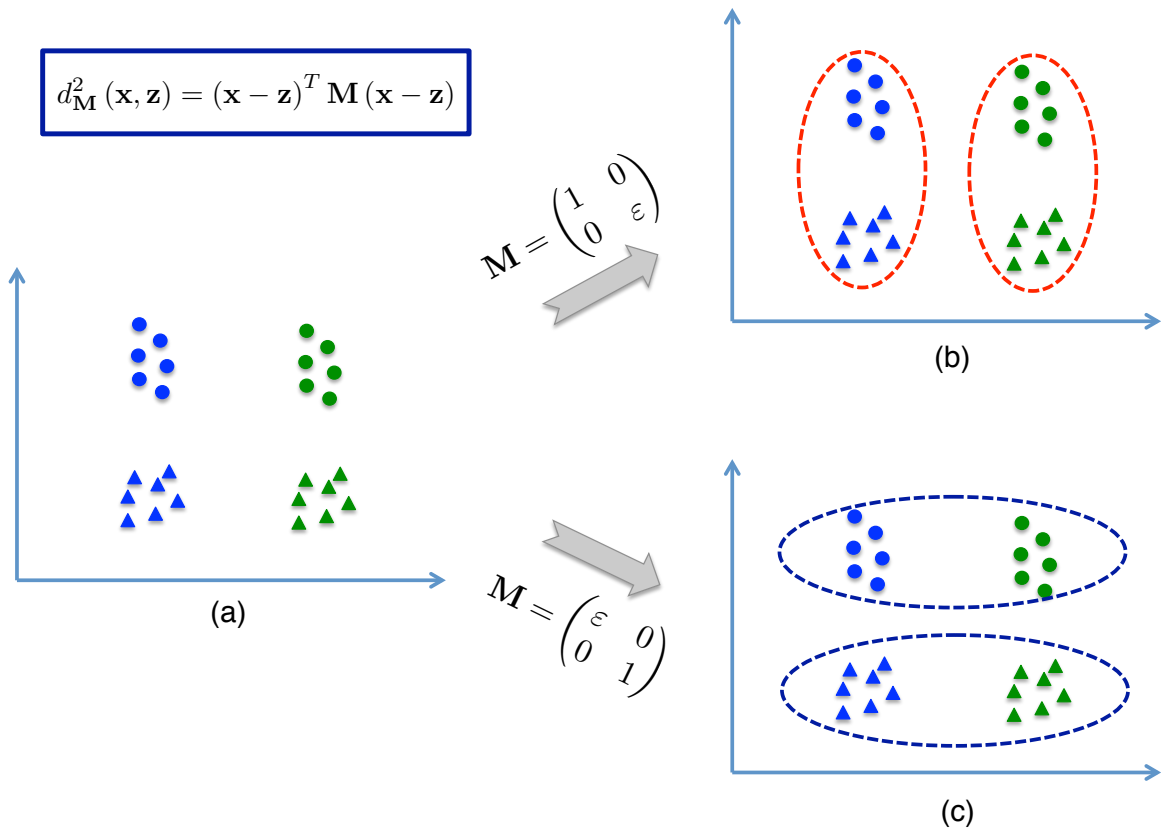 d²_M (x, z) = (x − z)^T M (x − z)
M = (1 0
0 ε)
(b)
(a)
M = (ε 0
0 1)
(c)